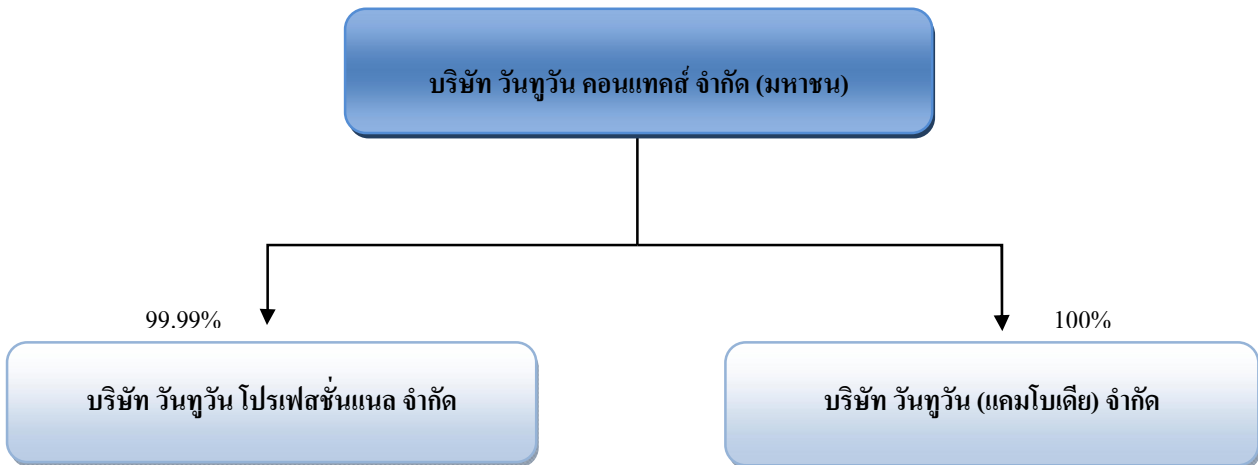 บริษัท วันทูวัน คอนแทคส์ จำกัด (มหาชน)
99.99%
100%
บริษัท วันทูวัน โปรเฟสชั่นแนล จำกัด
บริษัท วันทูวัน (แคมโบเดีย) จำกัด